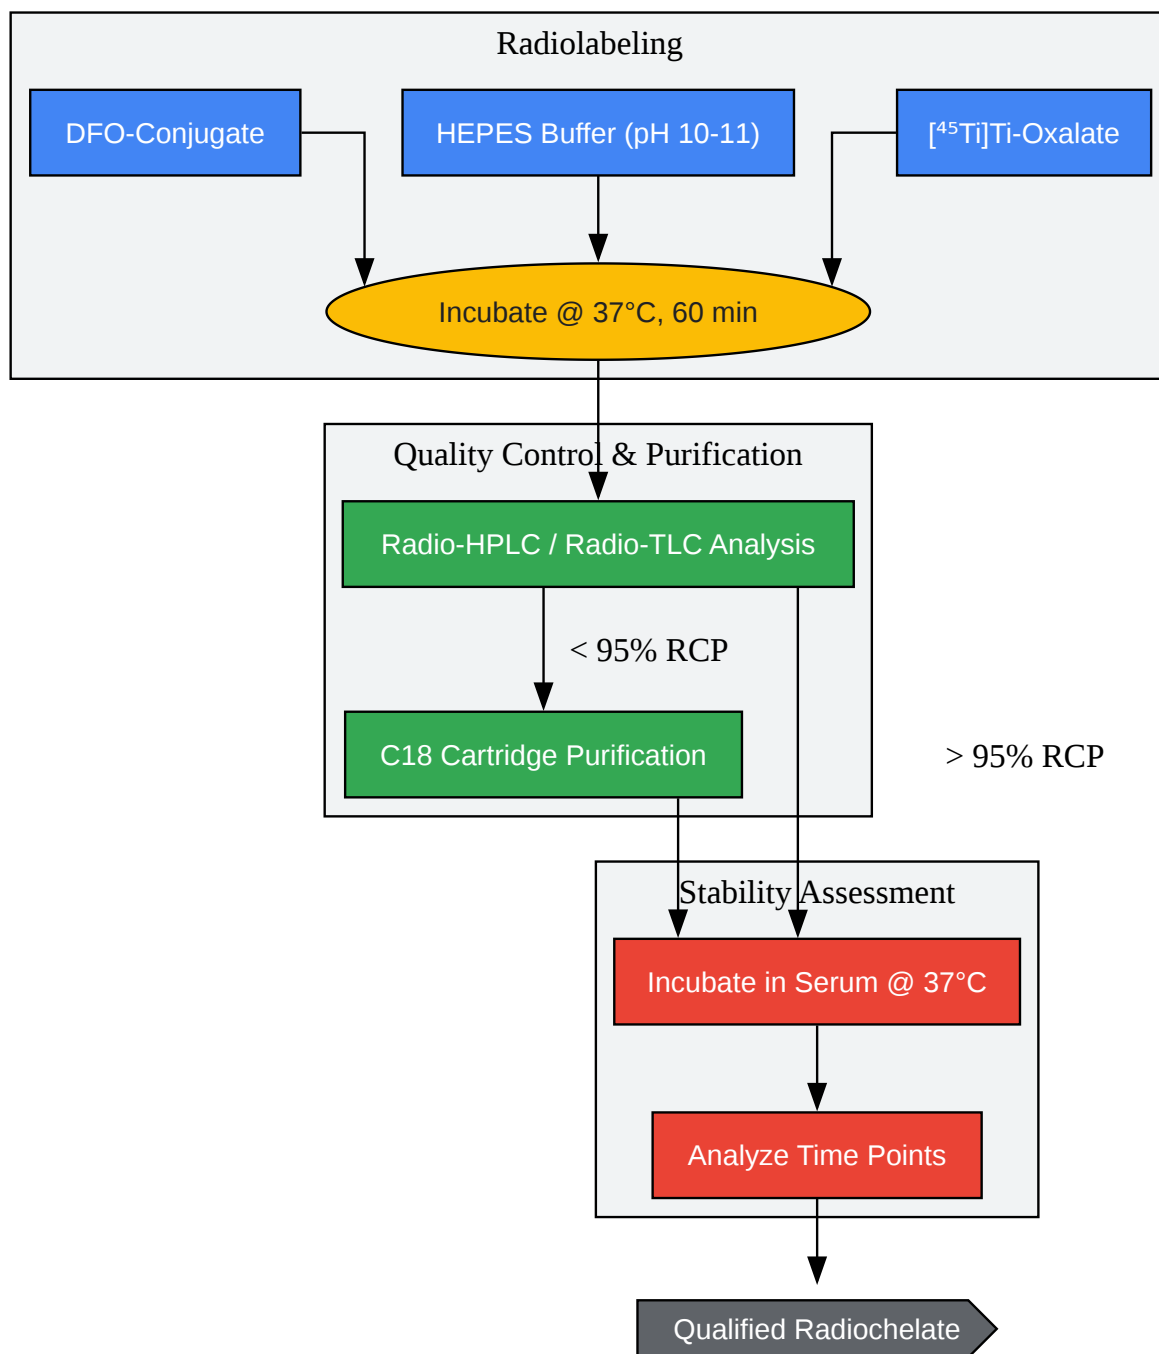 Radiolabeling
DFO-Conjugate
HEPES Buffer (pH 10-11)
[⁴⁵Ti]Ti-Oxalate
Incubate @ 37°C, 60 min
Quality Control & Purification
Radio-HPLC / Radio-TLC Analysis
< 95% RCP
C18 Cartridge Purification
> 95% RCP
Stability Assessment
Incubate in Serum @ 37°C
Analyze Time Points
Qualified Radiochelate